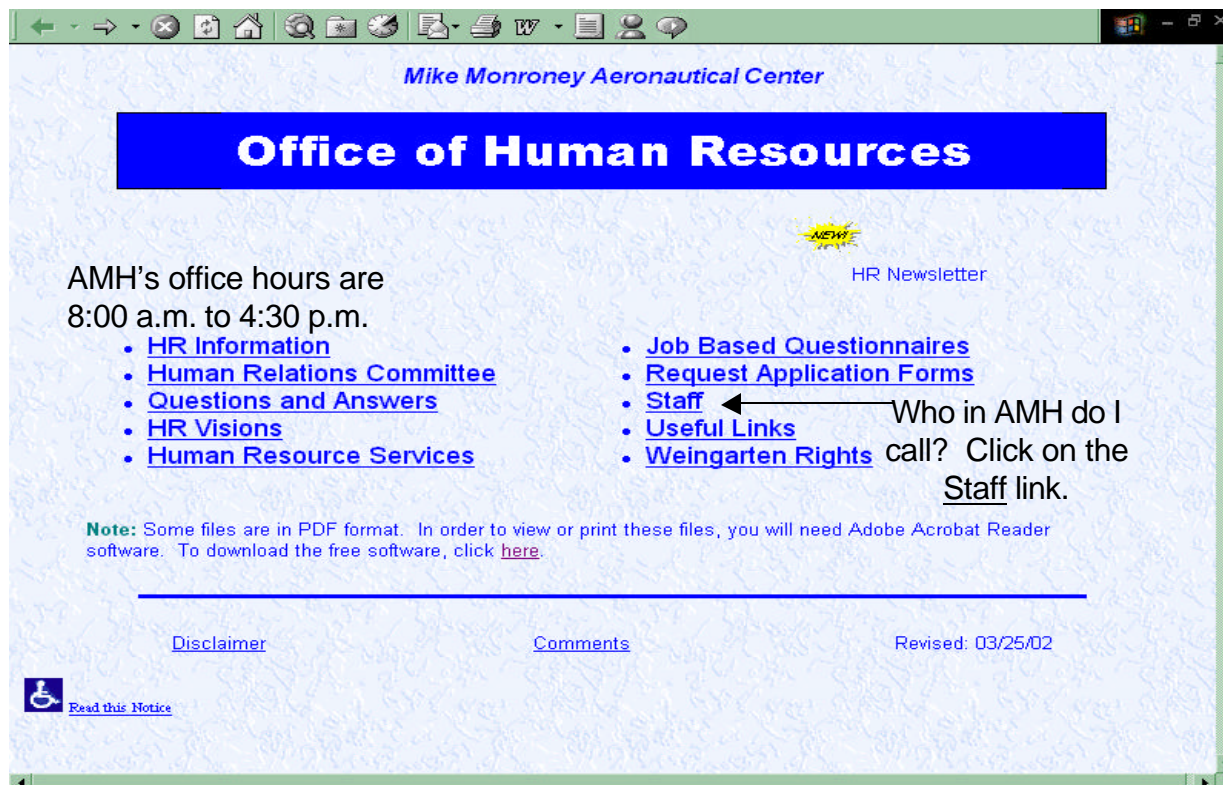 Mike Monroney Aeronautical Center
Office of Human Resources
NEW!
HR Newsletter
AMH's office hours are
8:00 a.m. to 4:30 p.m.
• HR Information
• Human Relations Committee
• Questions and Answers
• HR Visions
• Human Resource Services
• Job Based Questionnaires
• Request Application Forms
• Staff
• Useful Links
• Weingarten Rights
Who in AMH do I
call? Click on the
Staff link.
Note: Some files are in PDF format. In order to view or print these files, you will need Adobe Acrobat Reader
software. To download the free software, click here.
Disclaimer
Comments
Revised: 03/25/02
Read this Notice